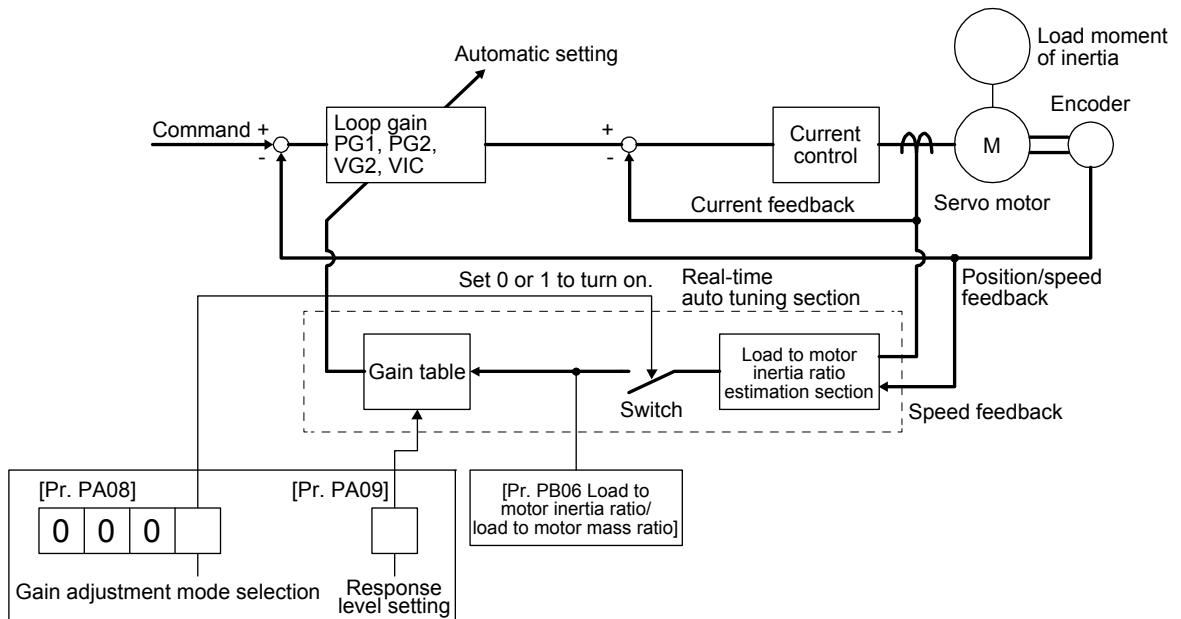 Load moment
of inertia
Automatic setting
Encoder
Command
+
-
Loop gain
PG1, PG2,
VG2, VIC
+
-
Current
control
M
Servo motor
Current feedback
Set 0 or 1 to turn on.
Real-time
auto tuning section
Position/speed
feedback
Gain table
Switch
Load to motor
inertia ratio
estimation section
Speed feedback
[Pr. PA08]
[Pr. PA09]
0 0 0
Gain adjustment mode selection
Response
level setting
[Pr. PB06 Load to
motor inertia ratio/
load to motor mass ratio]